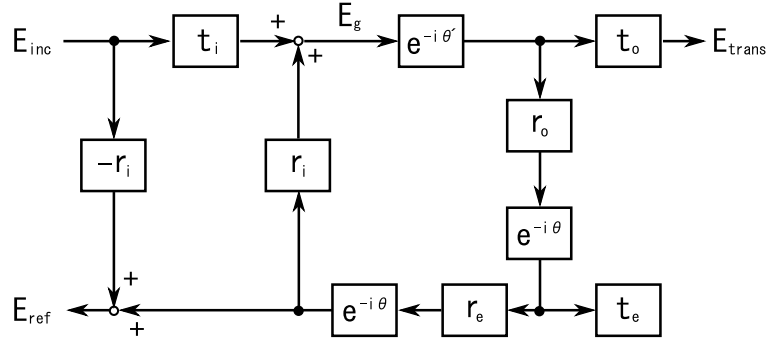 E_inc t_i + E_g e^{-iθ´} t_o E_trans
+
-r_i r_i r_o
e^{-iθ}
+
E_ref + e^{-iθ} r_e t_e